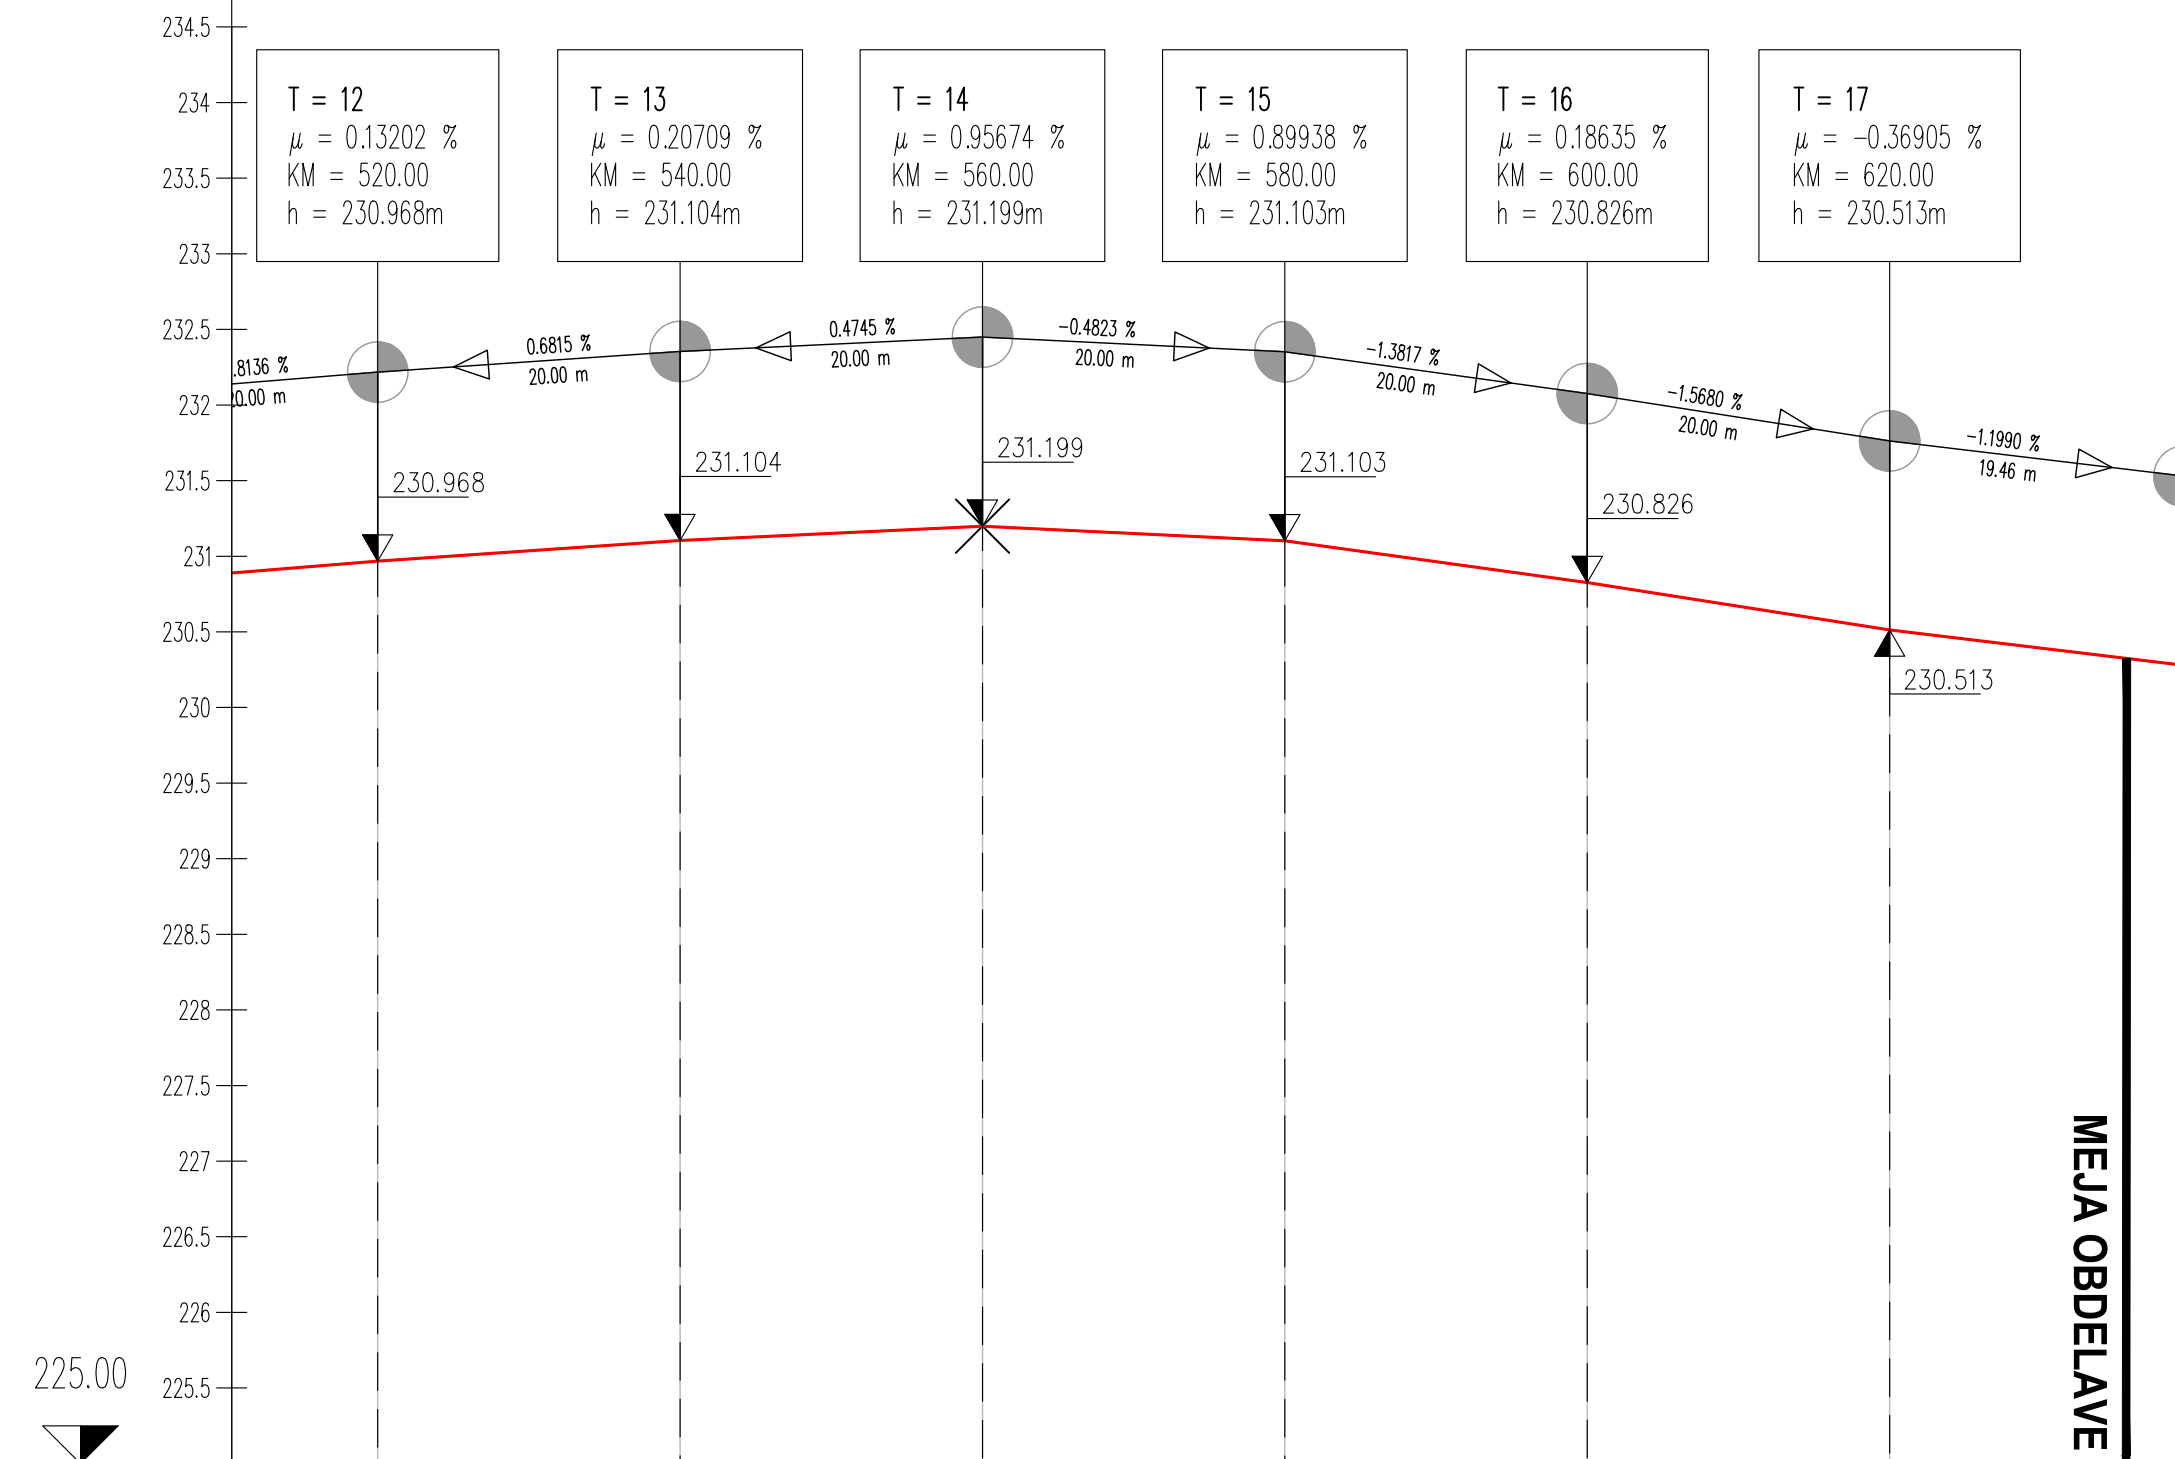 234.5
234
233.5
233
232.5
232
231.5
231
230.5
230
229.5
229
228.5
228
227.5
227
226.5
226
225.5
225.00
T = 12
μ = 0.13202 %
KM = 520.00
h = 230.968m
T = 13
μ = 0.20709 %
KM = 540.00
h = 231.104m
T = 14
μ = 0.95674 %
KM = 560.00
h = 231.199m
T = 15
μ = 0.89938 %
KM = 580.00
h = 231.103m
T = 16
μ = 0.18635 %
KM = 600.00
h = 230.826m
T = 17
μ = -0.36905 %
KM = 620.00
h = 230.513m
.8136 %
20.00 m
0.6815 %
20.00 m
0.4745 %
20.00 m
-0.4823 %
20.00 m
-1.3817 %
20.00 m
-1.5680 %
20.00 m
-1.1990 %
19.46 m
230.968
231.104
231.199
231.103
230.826
230.513
MEJA OBDELAVE